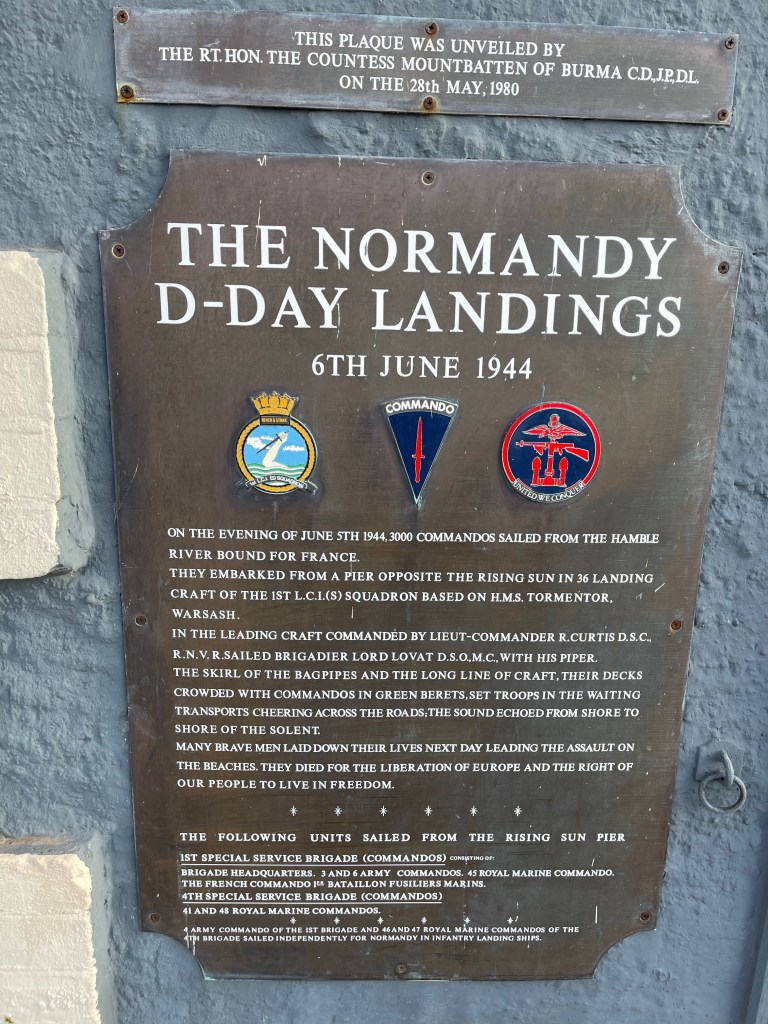 THIS PLAQUE WAS UNVEILED BY
THE RT. HON. THE COUNTESS MOUNTBATTEN OF BURMA C.D., J.P., D.L.
ON THE 28th MAY, 1980
THE NORMANDY
D-DAY LANDINGS
6TH JUNE 1944
REACH & STRIKE
COMMANDO
L.C.I. (S) SQUADRON
UNITED WE CONQUER
ON THE EVENING OF JUNE 5TH 1944, 3000 COMMANDOS SAILED FROM THE HAMBLE
RIVER BOUND FOR FRANCE.
THEY EMBARKED FROM A PIER OPPOSITE THE RISING SUN IN 36 LANDING
CRAFT OF THE 1ST L.C.I.(S) SQUADRON BASED ON H.M.S. TORMENTOR,
WARSASH.
IN THE LEADING CRAFT COMMANDED BY LIEUT-COMMANDER R.CURTIS D.S.C.,
R.N.V.R. SAILED BRIGADIER LORD LOVAT D.S.O., M.C., WITH HIS PIPER.
THE SKIRL OF THE BAGPIPES AND THE LONG LINE OF CRAFT, THEIR DECKS
CROWDED WITH COMMANDOS IN GREEN BERETS, SET TROOPS IN THE WAITING
TRANSPORTS CHEERING ACROSS THE ROADS; THE SOUND ECHOED FROM SHORE TO
SHORE OF THE SOLENT.
MANY BRAVE MEN LAID DOWN THEIR LIVES NEXT DAY LEADING THE ASSAULT ON
THE BEACHES. THEY DIED FOR THE LIBERATION OF EUROPE AND THE RIGHT OF
OUR PEOPLE TO LIVE IN FREEDOM.
THE FOLLOWING UNITS SAILED FROM THE RISING SUN PIER
1ST SPECIAL SERVICE BRIGADE (COMMANDOS) CONSISTING OF:
BRIGADE HEADQUARTERS. 3 AND 6 ARMY COMMANDOS. 45 ROYAL MARINE COMMANDO.
THE FRENCH COMMANDO 1ER BATAILLON FUSILIERS MARINS.
4TH SPECIAL SERVICE BRIGADE (COMMANDOS)
41 AND 48 ROYAL MARINE COMMANDOS.
4 ARMY COMMANDO OF THE 1ST BRIGADE AND 46 AND 47 ROYAL MARINE COMMANDOS OF THE
4TH BRIGADE SAILED INDEPENDENTLY FOR NORMANDY IN INFANTRY LANDING SHIPS.